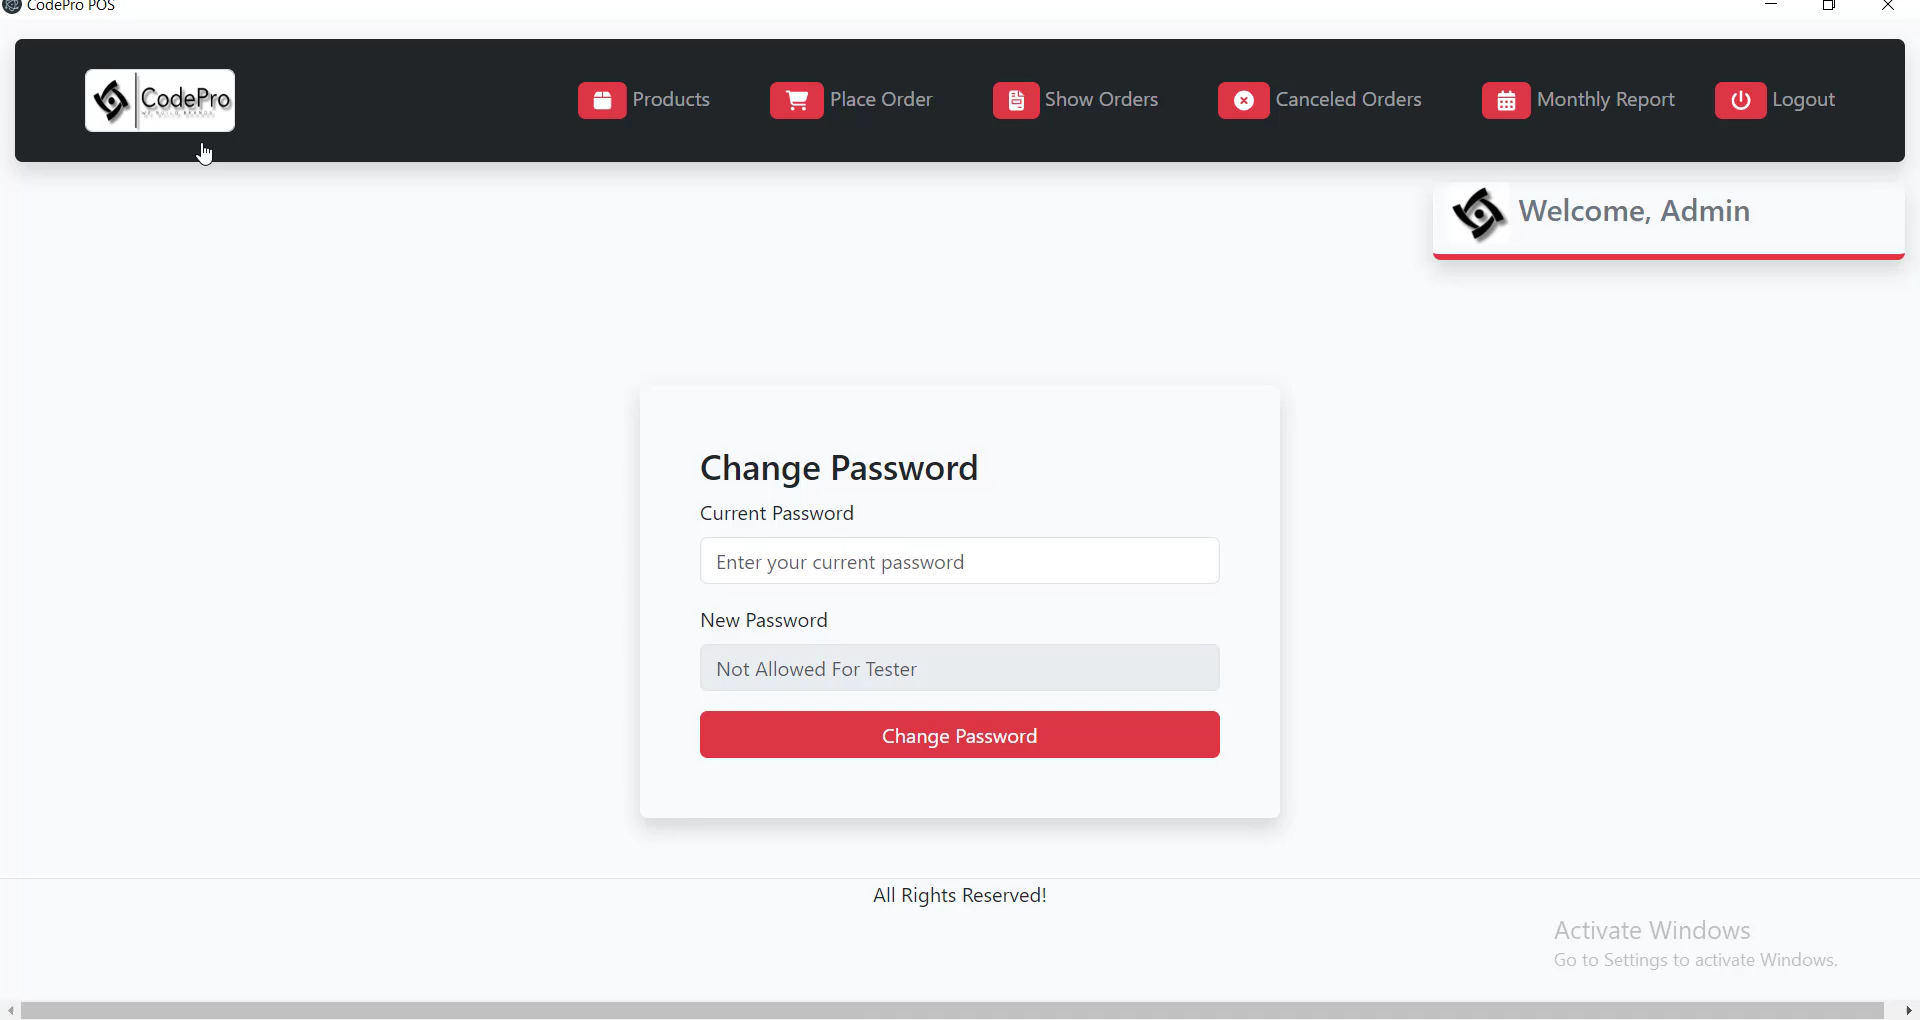 CodePro POS
CodePro
Products
Place Order
Show Orders
Canceled Orders
Monthly Report
Logout
Welcome, Admin
Change Password
Current Password
Enter your current password
New Password
Not Allowed For Tester
Change Password
All Rights Reserved!
Activate Windows
Go to Settings to activate Windows.